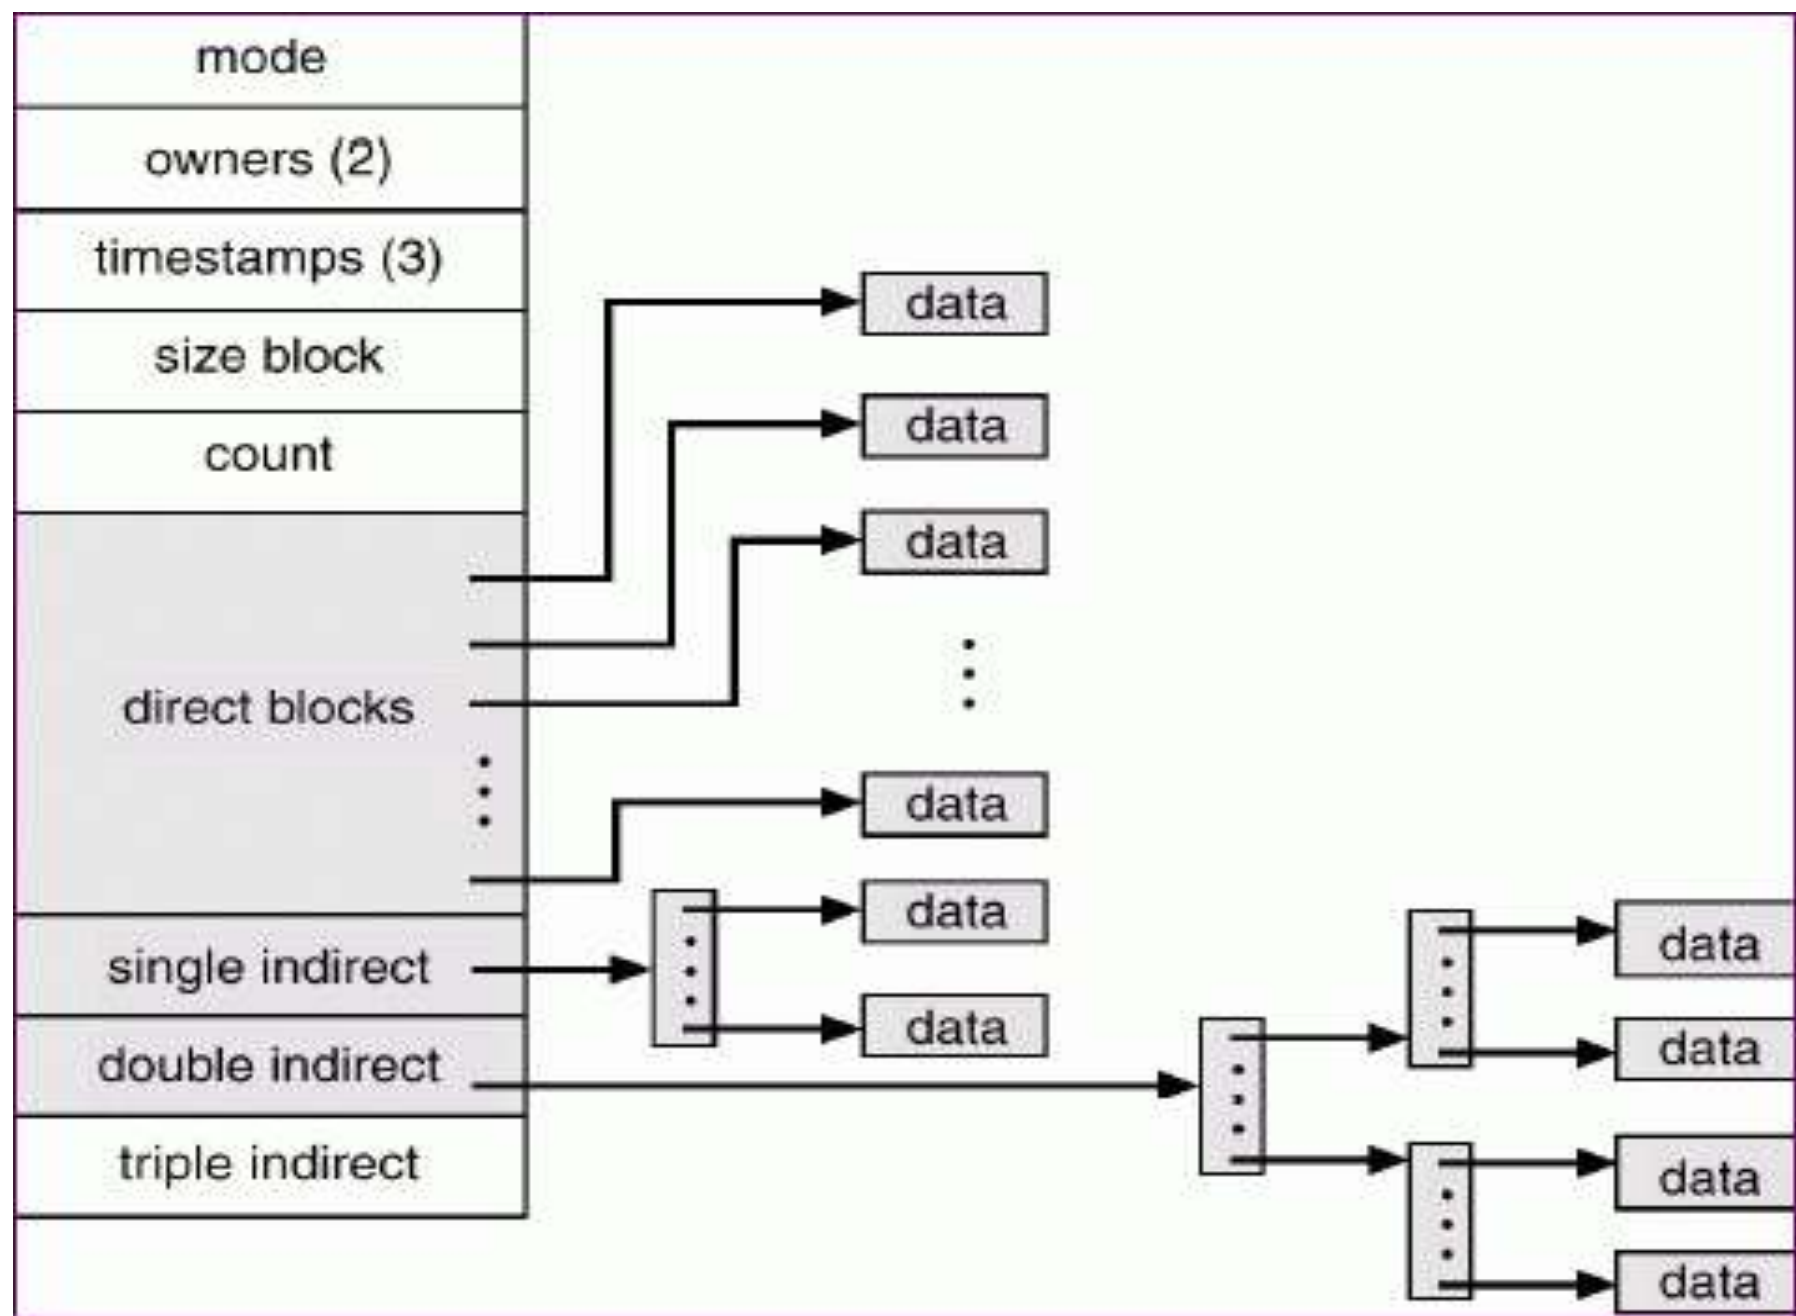 mode
owners (2)
timestamps (3)
size block
count
direct blocks
single indirect
double indirect
triple indirect
data
data
data
data
data
data
data
data
data
data